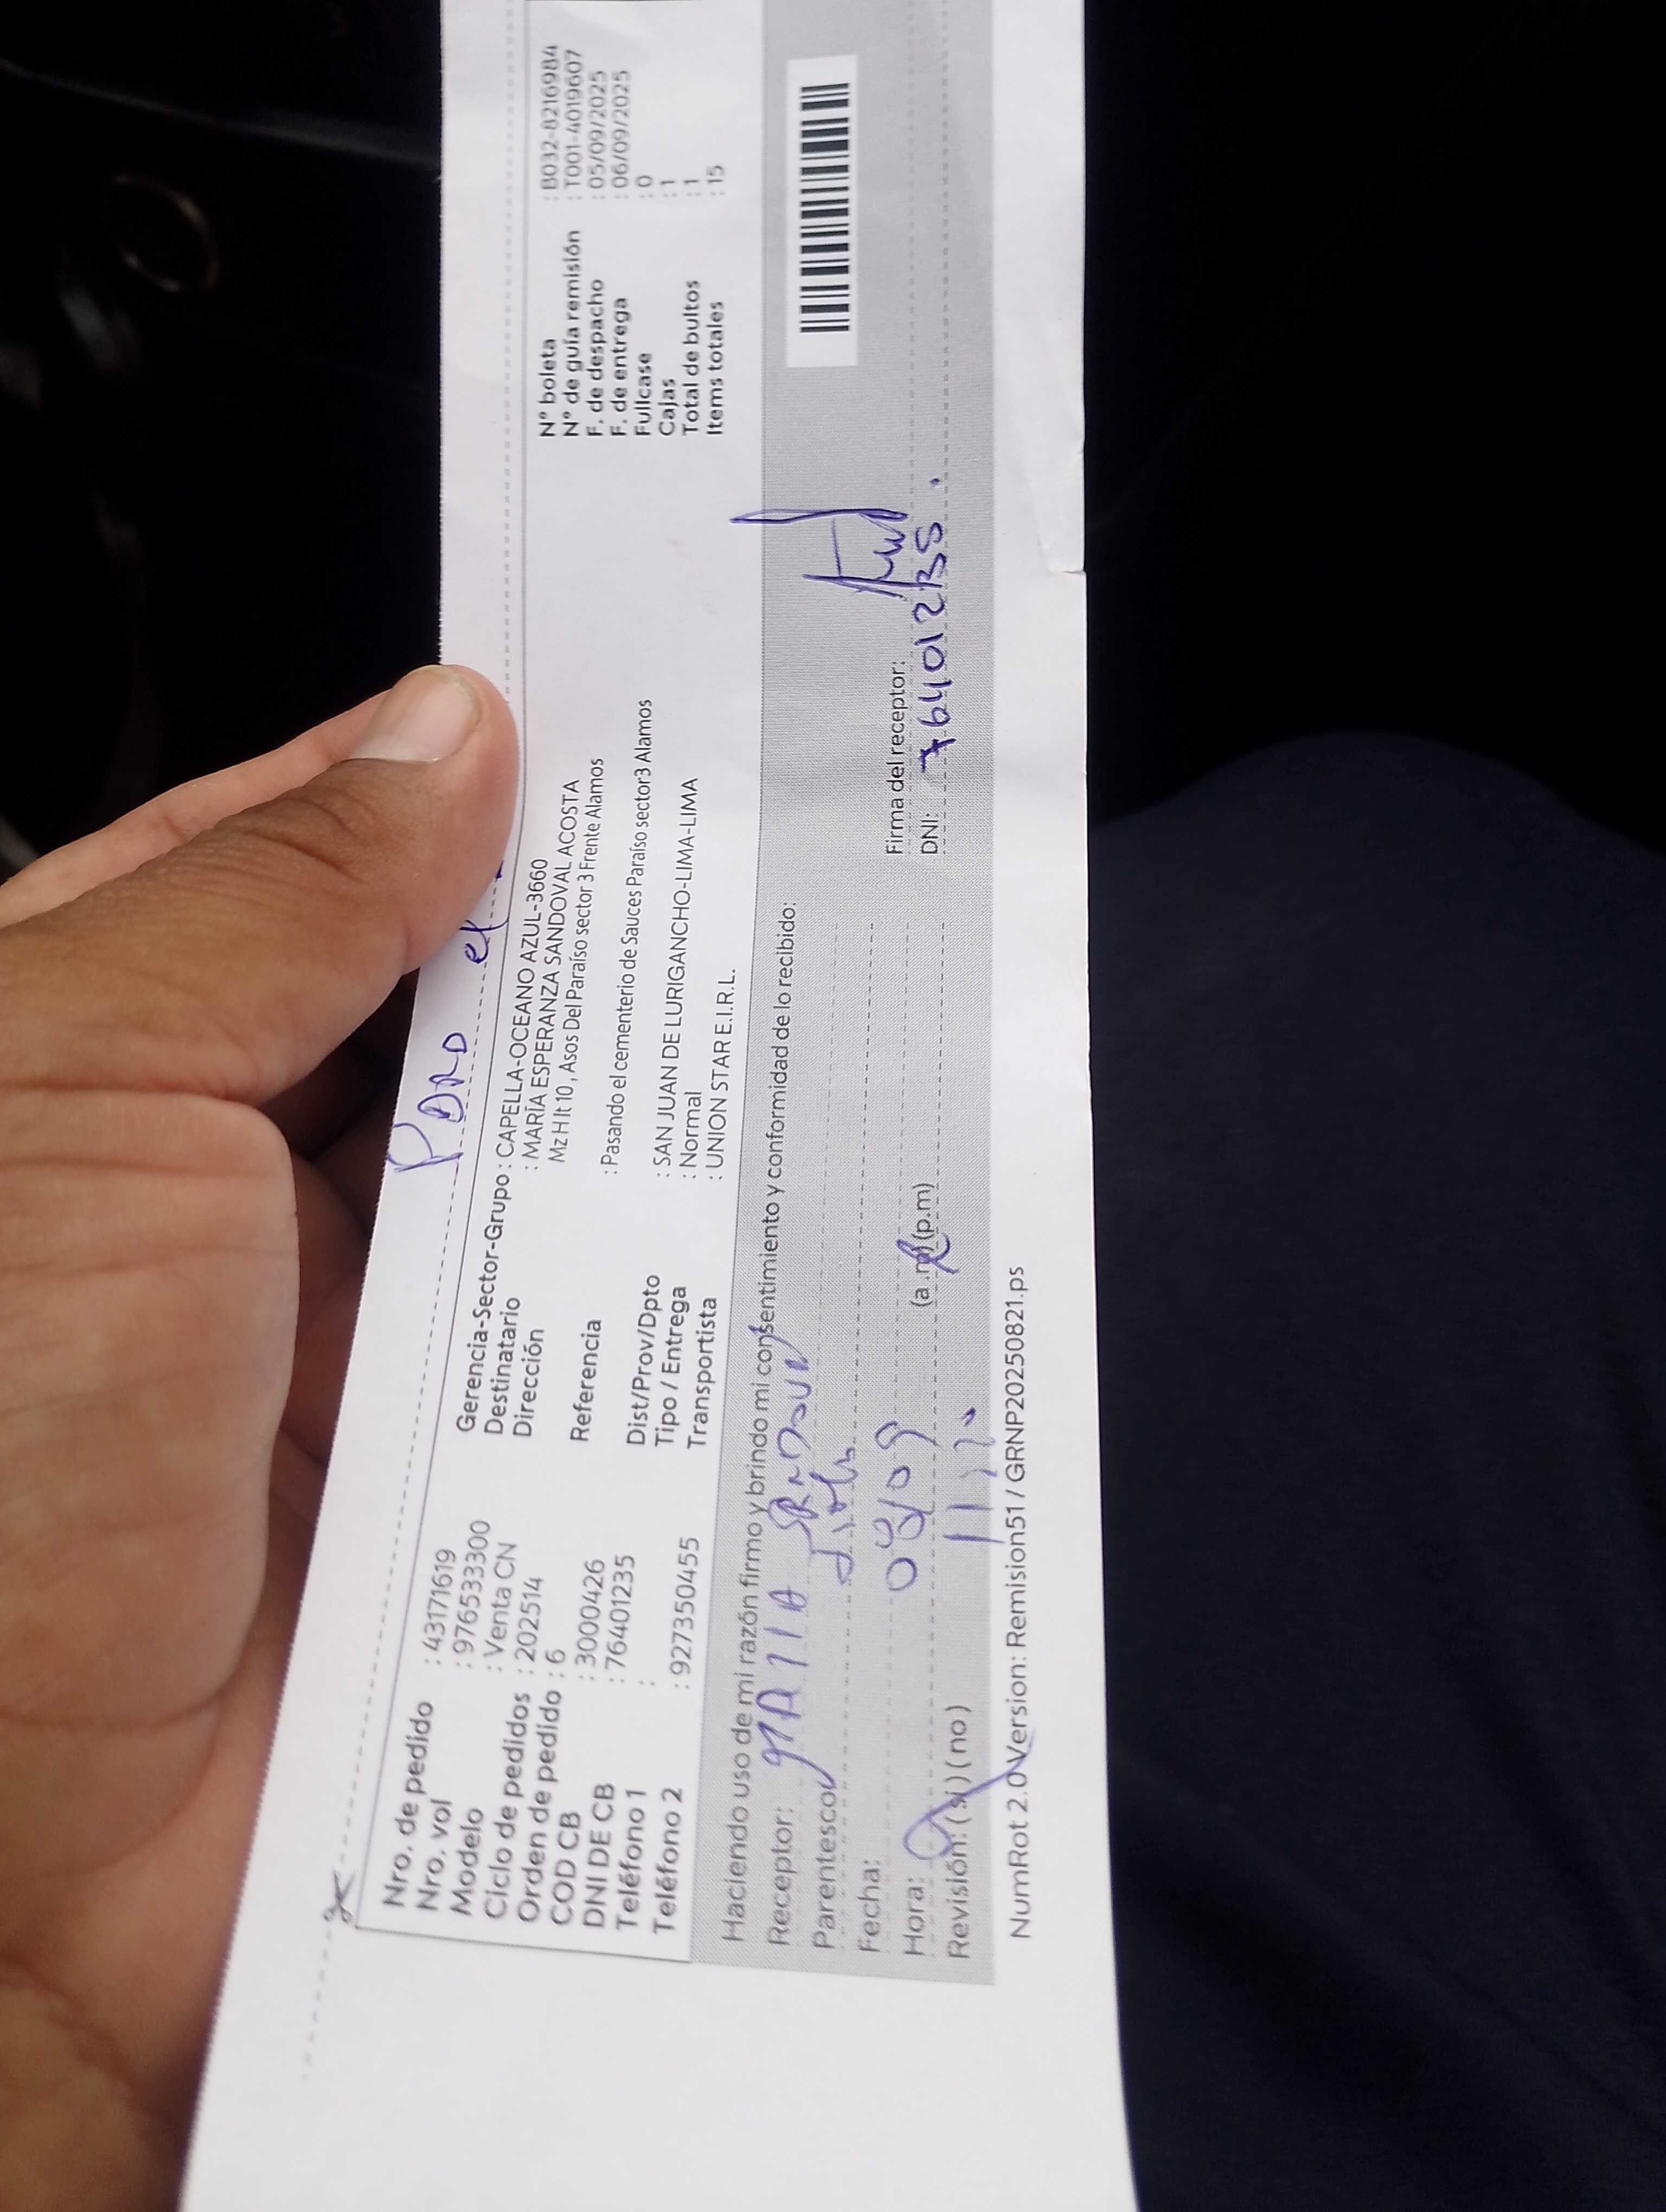 PARA el
Nro. de pedido : 43171619
Nro. vol : 976533300
Modelo : Venta CN
Ciclo de pedidos : 202514
Orden de pedido : 6
COD CB : 3000426
DNI DE CB : 76401235
Teléfono 1 :
Teléfono 2 : 927350455
Gerencia-Sector-Grupo : CAPELLA-OCEANO AZUL-3660
Destinatario : MARÍA ESPERANZA SANDOVAL ACOSTA
Dirección Mz H lt 10 , Asos Del Paraíso sector 3 Frente Alamos
Referencia : Pasando el cementerio de Sauces Paraíso sector3 Alamos
Dist/Prov/Dpto : SAN JUAN DE LURIGANCHO-LIMA-LIMA
Tipo / Entrega : Normal
Transportista : UNION STAR E.I.R.L.
N° boleta : B032-8216984
N° de guía remisión : T001-4019607
F. de despacho : 05/09/2025
F. de entrega : 06/09/2025
Fullcase : 0
Cajas : 1
Total de bultos : 1
Items totales : 15
Haciendo uso de mi razón firmo y brindo mi consentimiento y conformidad de lo recibido:
Receptor:
Parentesco:
Fecha: 08/09
Hora: (a.m) (p.m)
Revisión: (si) (no)
Firma del receptor:
DNI: 76401235.
NumRot 2.0 Version: Remision51 / GRNP20250821.ps